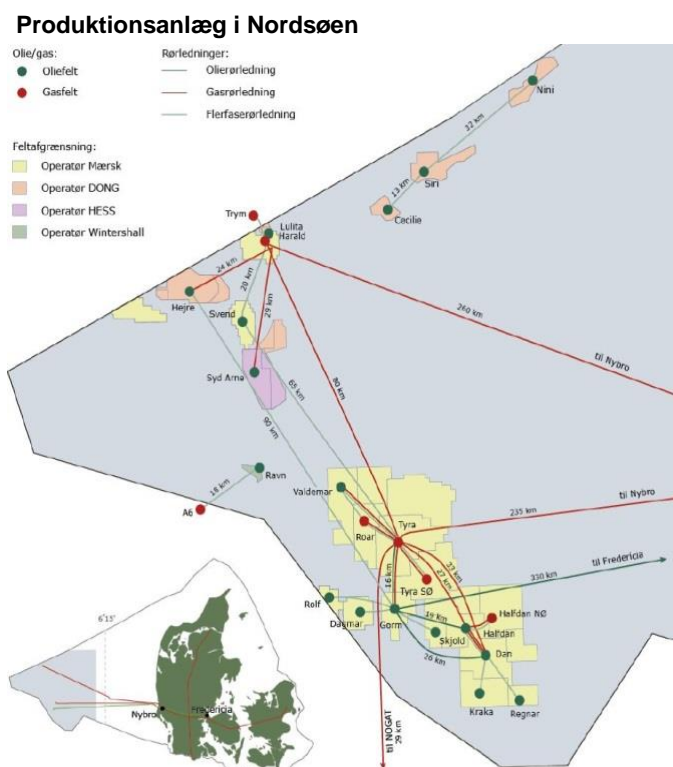 Produktionsanlæg i Nordsøen
Olie/gas:
Oliefelt
Gasfelt
Rørledninger:
Olierørledning
Gasrørledning
Flerfaserørledning
Feltafgrænsning:
Operatør Mærsk
Operatør DONG
Operatør HESS
Operatør Wintershall
Nini
32 km
Siri
13 km
Cecilie
Trym
Lulita
Harald
24 km
20 km
29 km
Hejre
Svend
260 km
til Nybro
Syd Arne
65 km
80 km
90 km
Ravn
18 km
A6
Valdemar
Roar
Tyra
235 km
til Nybro
Tyra SØ
16 km
27 km
33 km
330 km
til Fredericia
Rolf
Dagmar
Gorm
19 km
Skjold
Halfdan NØ
Halfdan
26 km
Dan
Kraka
Regnar
til NOGAT
29 km
6°15'
Nybro
Fredericia